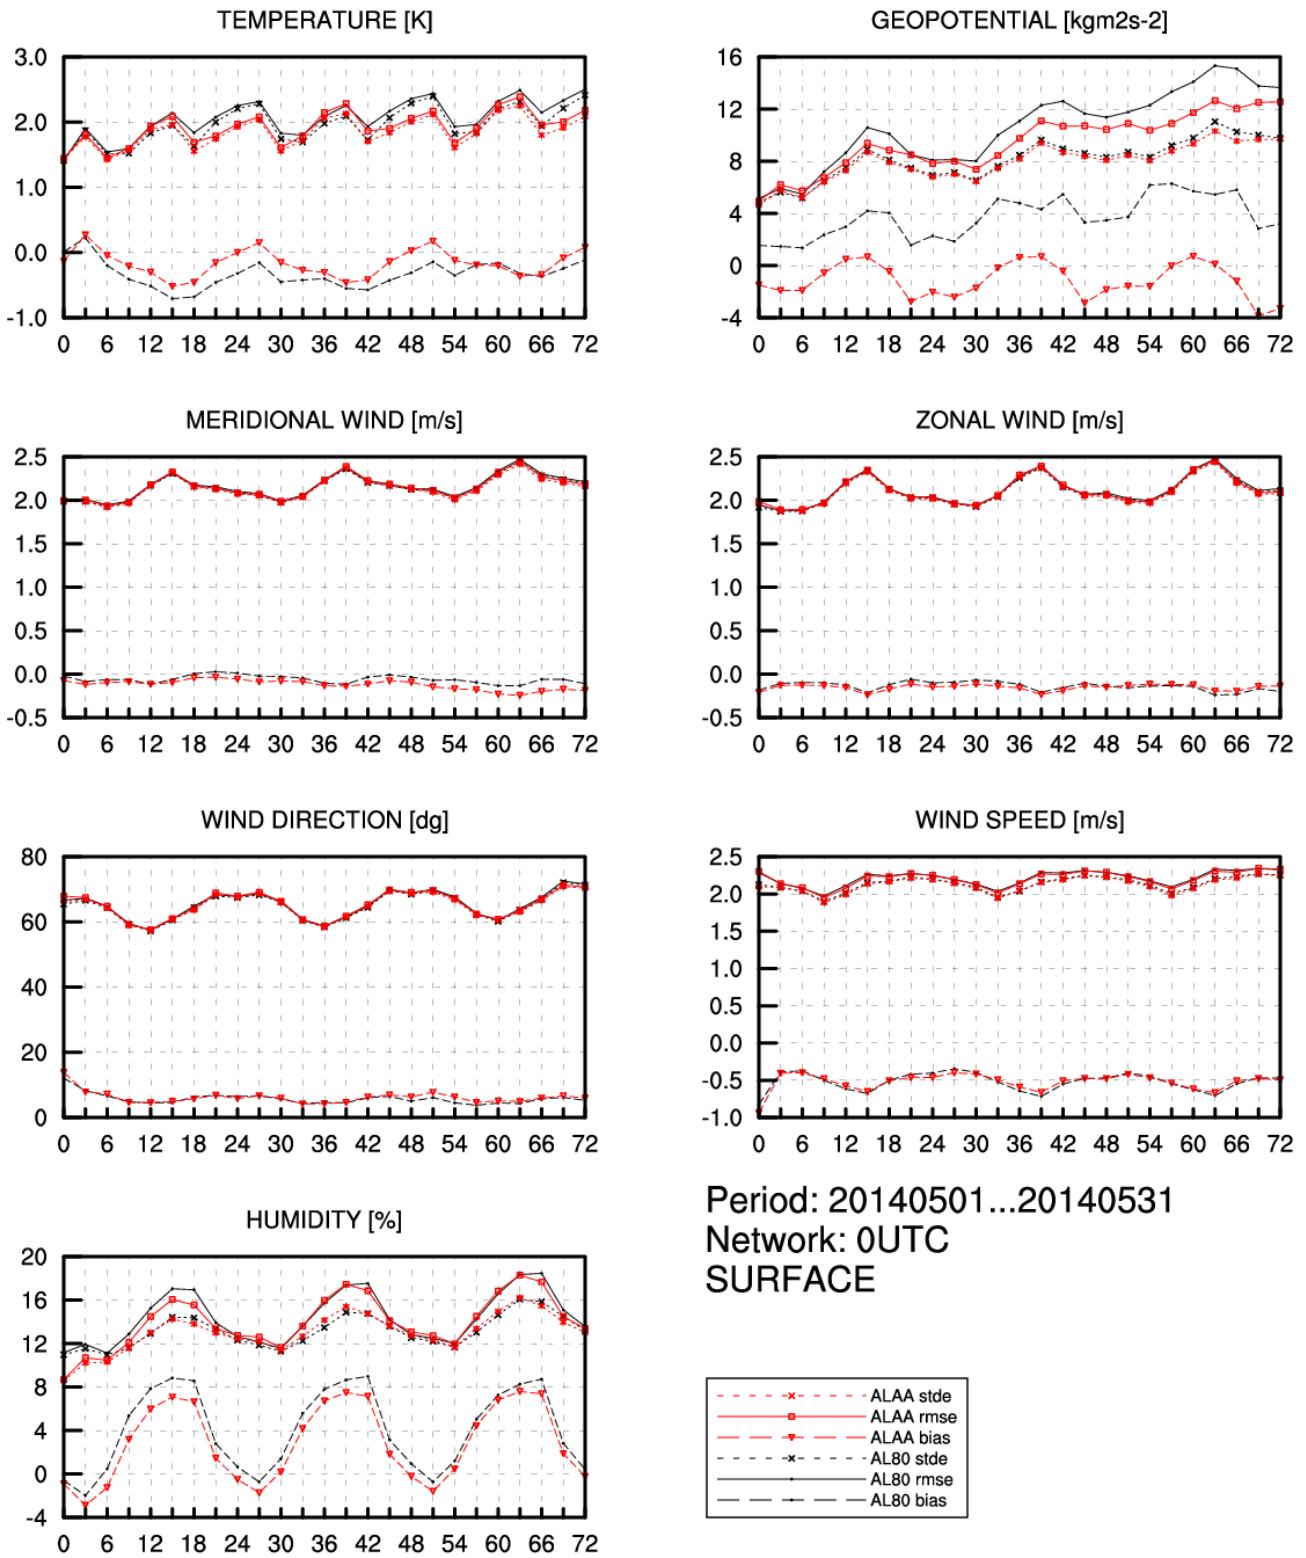 TEMPERATURE [K]
3.0
2.0
1.0
0.0
-1.0
0 6 12 18 24 30 36 42 48 54 60 66 72
GEOPOTENTIAL [kgm2s-2]
16
12
8
4
0
-4
0 6 12 18 24 30 36 42 48 54 60 66 72
MERIDIONAL WIND [m/s]
2.5
2.0
1.5
1.0
0.5
0.0
-0.5
0 6 12 18 24 30 36 42 48 54 60 66 72
ZONAL WIND [m/s]
2.5
2.0
1.5
1.0
0.5
0.0
-0.5
0 6 12 18 24 30 36 42 48 54 60 66 72
WIND DIRECTION [dg]
80
60
40
20
0
0 6 12 18 24 30 36 42 48 54 60 66 72
WIND SPEED [m/s]
2.5
2.0
1.5
1.0
0.5
0.0
-0.5
-1.0
0 6 12 18 24 30 36 42 48 54 60 66 72
HUMIDITY [%]
20
16
12
8
4
0
-4
0 6 12 18 24 30 36 42 48 54 60 66 72
Period: 20140501...20140531
Network: 0UTC
SURFACE
ALAA stde
ALAA rmse
ALAA bias
AL80 stde
AL80 rmse
AL80 bias